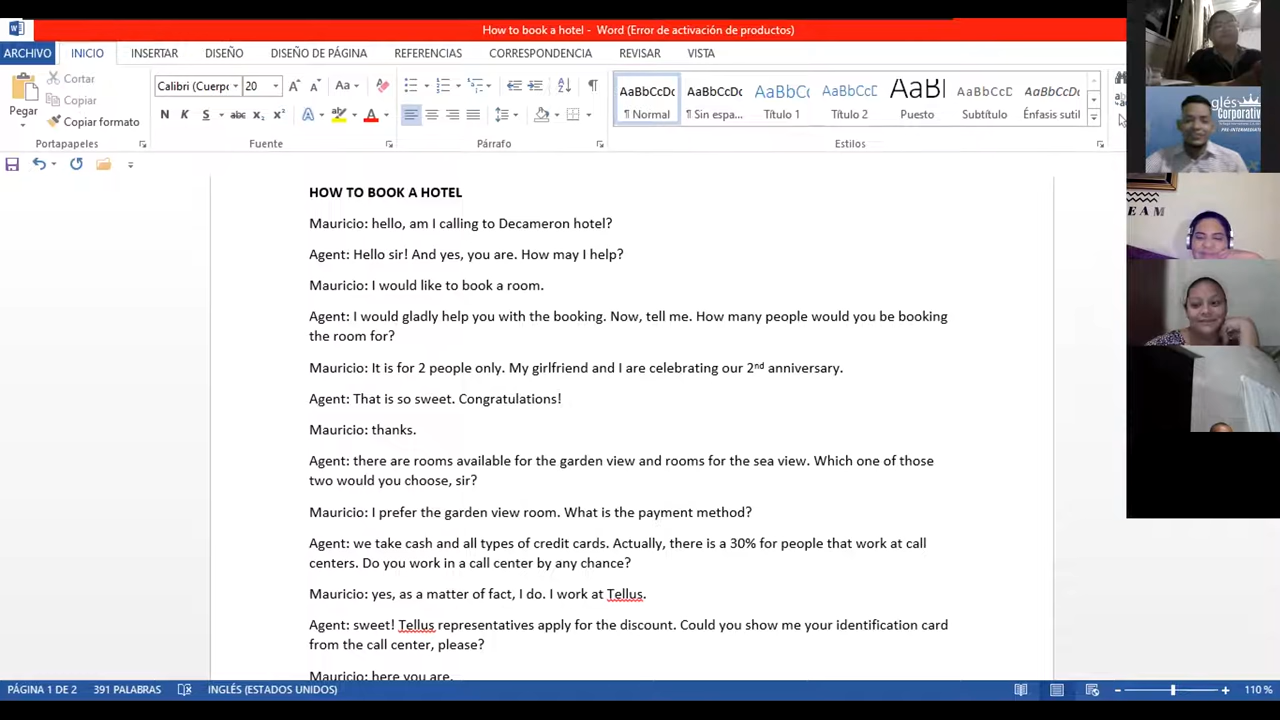 How to book a hotel - Word (Error de activación de productos)
ARCHIVO INICIO INSERTAR DISEÑO DISEÑO DE PÁGINA REFERENCIAS CORRESPONDENCIA REVISAR VISTA
Pegar
Cortar
Copiar
Copiar formato
Portapapeles
Calibri (Cuerpo 20
N K S abc x₂ x²
Fuente
Párrafo
AaBbCcDc AaBbCcDc AaBbCc AaBbCcD AaBl AaBbCcD AaBbCcDc
¶ Normal ¶ Sin espa... Título 1 Título 2 Puesto Subtítulo Énfasis sutil
Estilos
HOW TO BOOK A HOTEL
Mauricio: hello, am I calling to Decameron hotel?
Agent: Hello sir! And yes, you are. How may I help?
Mauricio: I would like to book a room.
Agent: I would gladly help you with the booking. Now, tell me. How many people would you be booking
the room for?
Mauricio: It is for 2 people only. My girlfriend and I are celebrating our 2nd anniversary.
Agent: That is so sweet. Congratulations!
Mauricio: thanks.
Agent: there are rooms available for the garden view and rooms for the sea view. Which one of those
two would you choose, sir?
Mauricio: I prefer the garden view room. What is the payment method?
Agent: we take cash and all types of credit cards. Actually, there is a 30% for people that work at call
centers. Do you work in a call center by any chance?
Mauricio: yes, as a matter of fact, I do. I work at Tellus.
Agent: sweet! Tellus representatives apply for the discount. Could you show me your identification card
from the call center, please?
Mauricio: here you are.
PÁGINA 1 DE 2 391 PALABRAS INGLÉS (ESTADOS UNIDOS) 110 %
glés
Corporativo
PRE-INTERMEDIATE
EAM